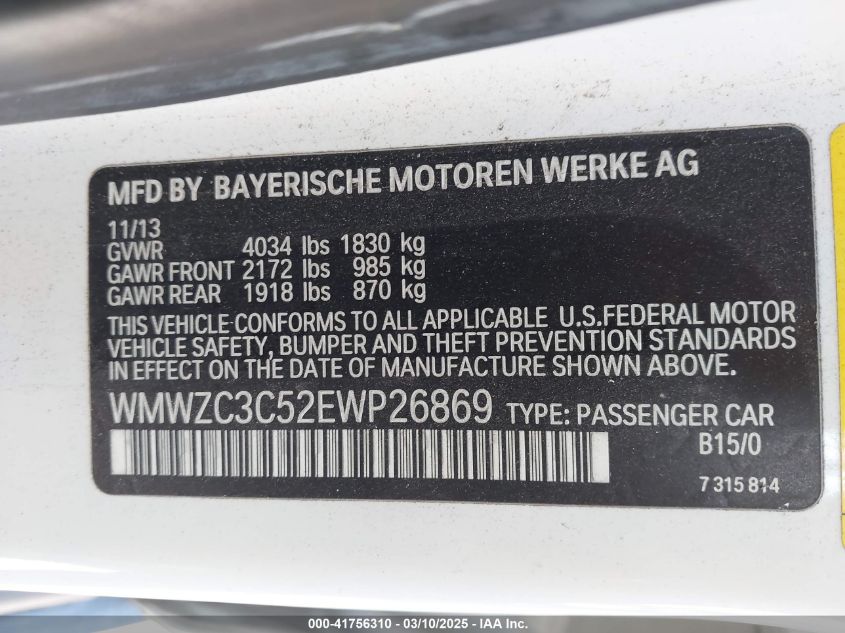 MFD BY BAYERISCHE MOTOREN WERKE AG
11/13
GVWR 4034 lbs 1830 kg
GAWR FRONT 2172 lbs 985 kg
GAWR REAR 1918 lbs 870 kg
THIS VEHICLE CONFORMS TO ALL APPLICABLE U.S.FEDERAL MOTOR
VEHICLE SAFETY, BUMPER AND THEFT PREVENTION STANDARDS
IN EFFECT ON THE DATE OF MANUFACTURE SHOWN ABOVE.
WMWZC3C52EWP26869 TYPE: PASSENGER CAR
B15/0
7 315 814
000-41756310 / 03/10/2025 - IAA Inc.